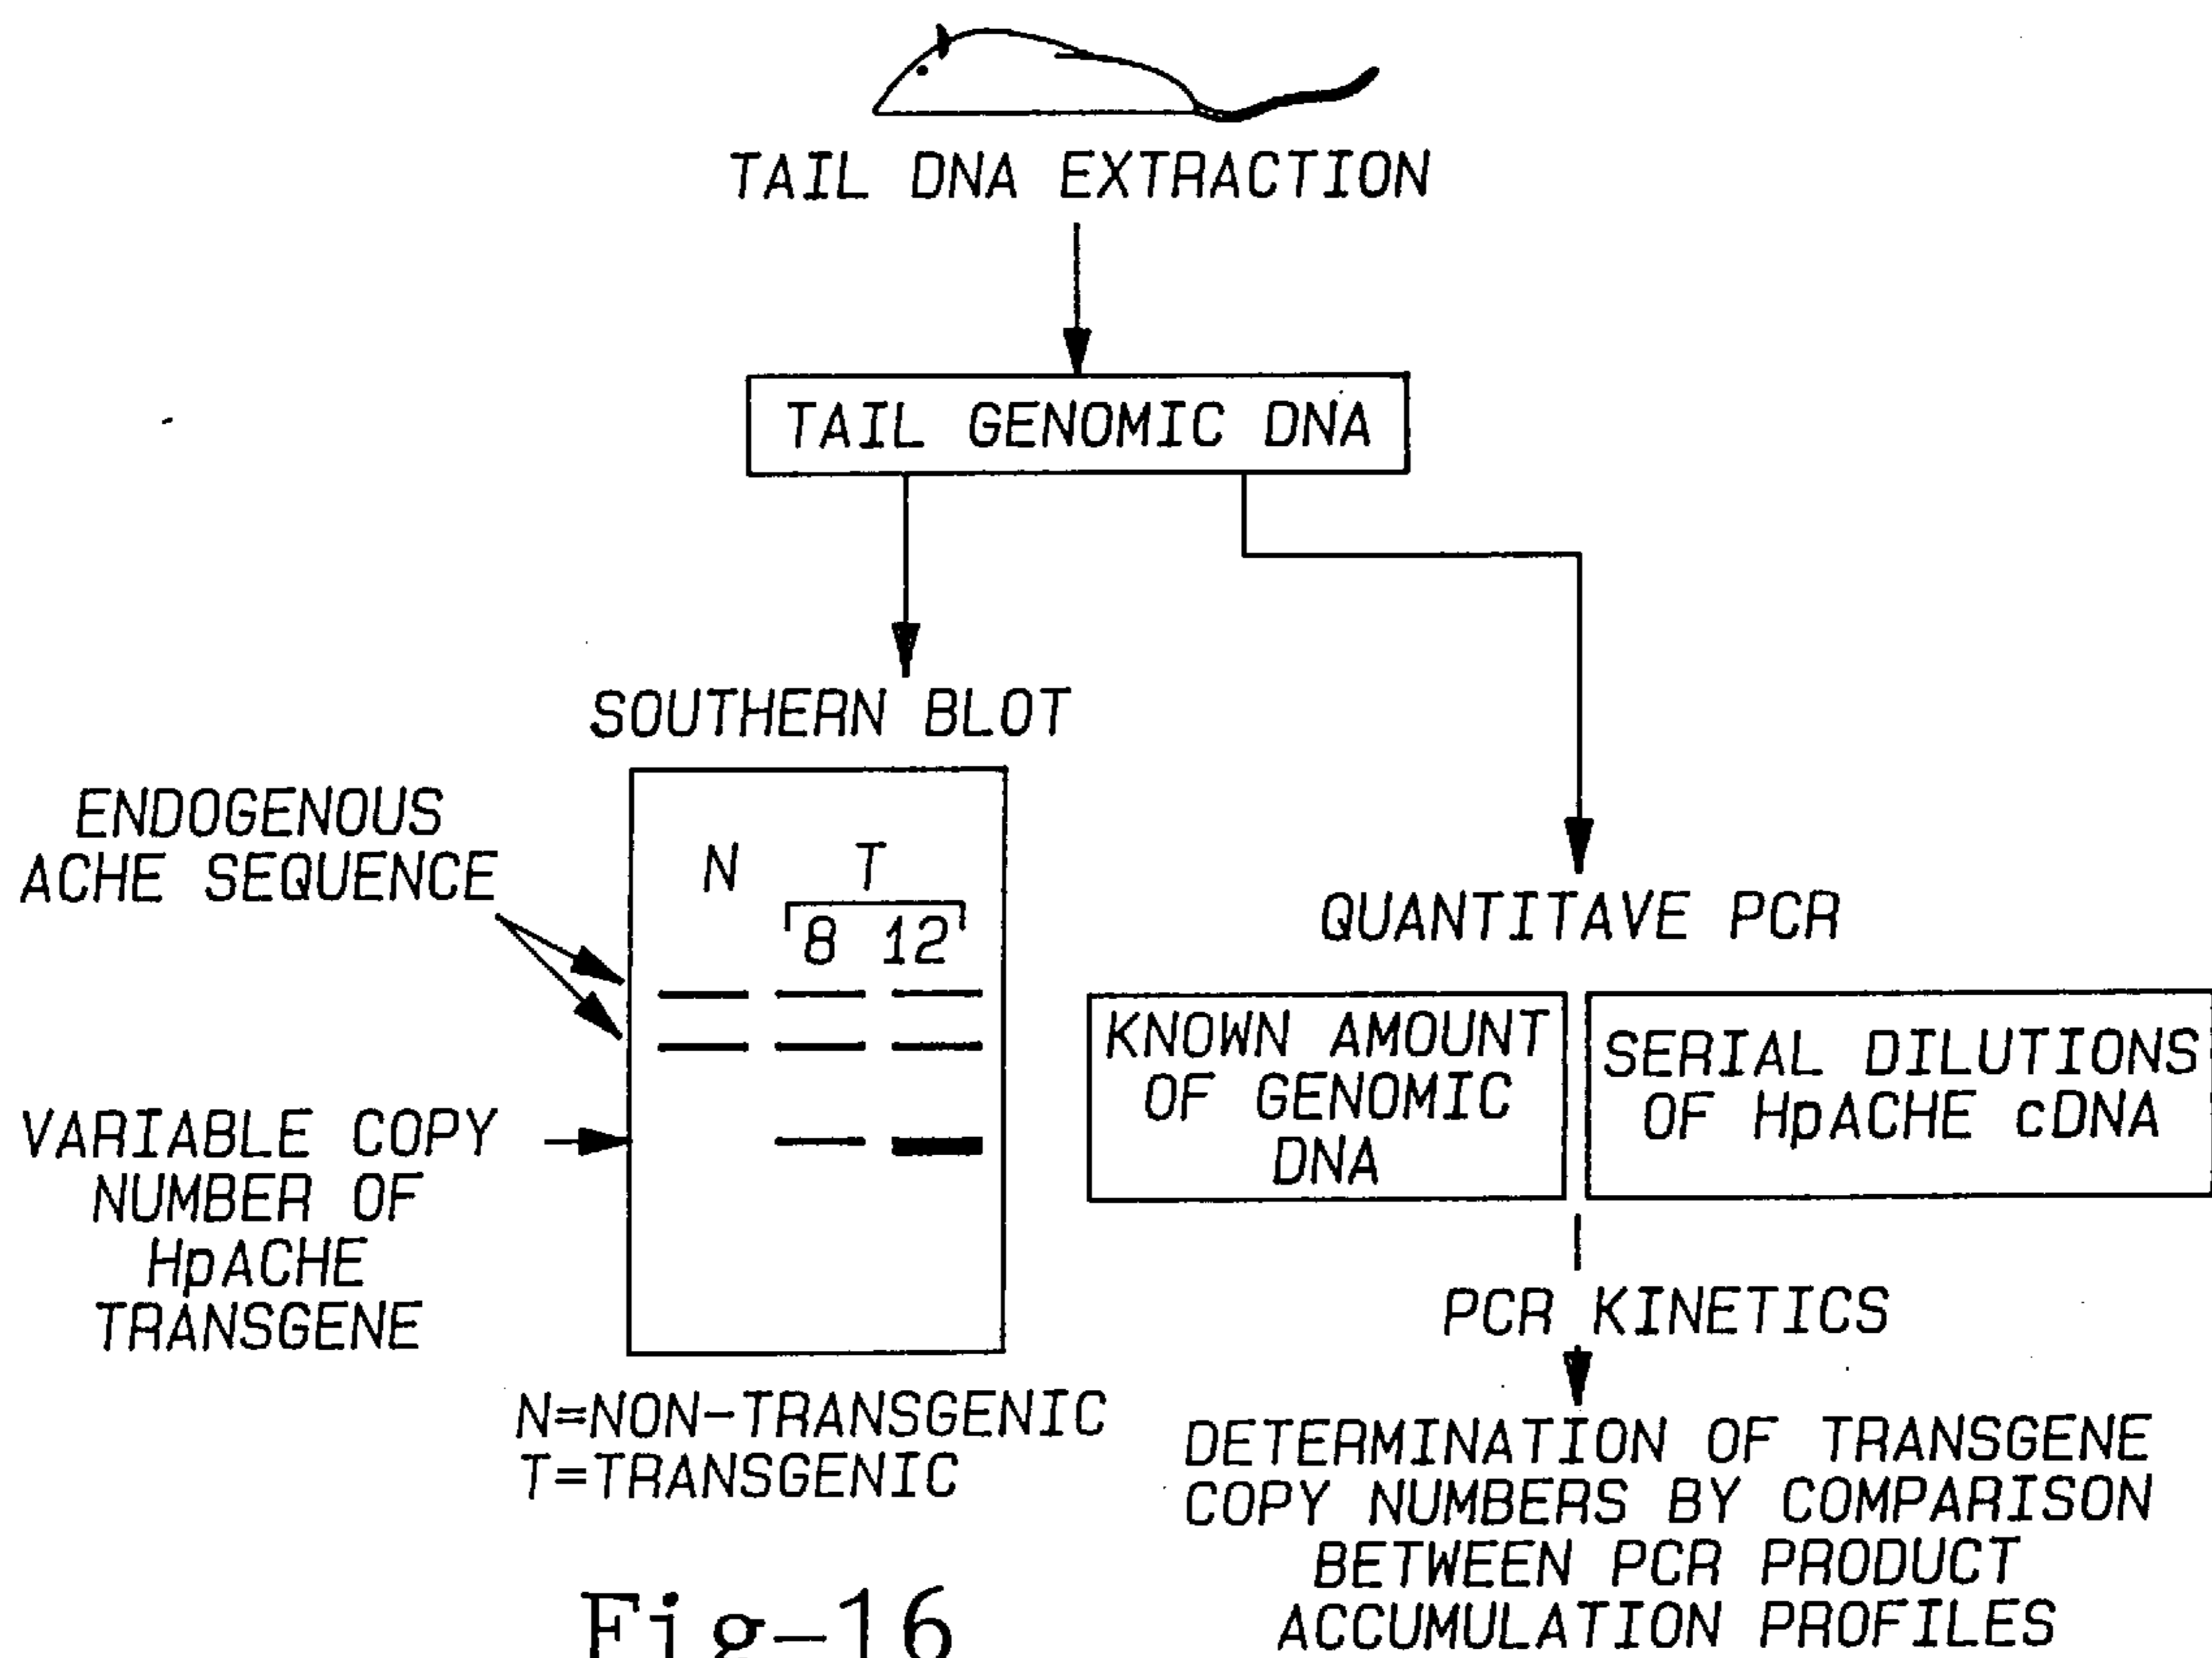 TAIL DNA EXTRACTION
TAIL GENOMIC DNA
SOUTHERN BLOT
ENDOGENOUS
ACHE SEQUENCE
N T
8 12
VARIABLE COPY
NUMBER OF
HpACHE
TRANSGENE
N=NON-TRANSGENIC
T=TRANSGENIC
QUANTITAVE PCR
KNOWN AMOUNT
OF GENOMIC
DNA
SERIAL DILUTIONS
OF HpACHE cDNA
PCR KINETICS
DETERMINATION OF TRANSGENE
COPY NUMBERS BY COMPARISON
BETWEEN PCR PRODUCT
ACCUMULATION PROFILES
Fig-16